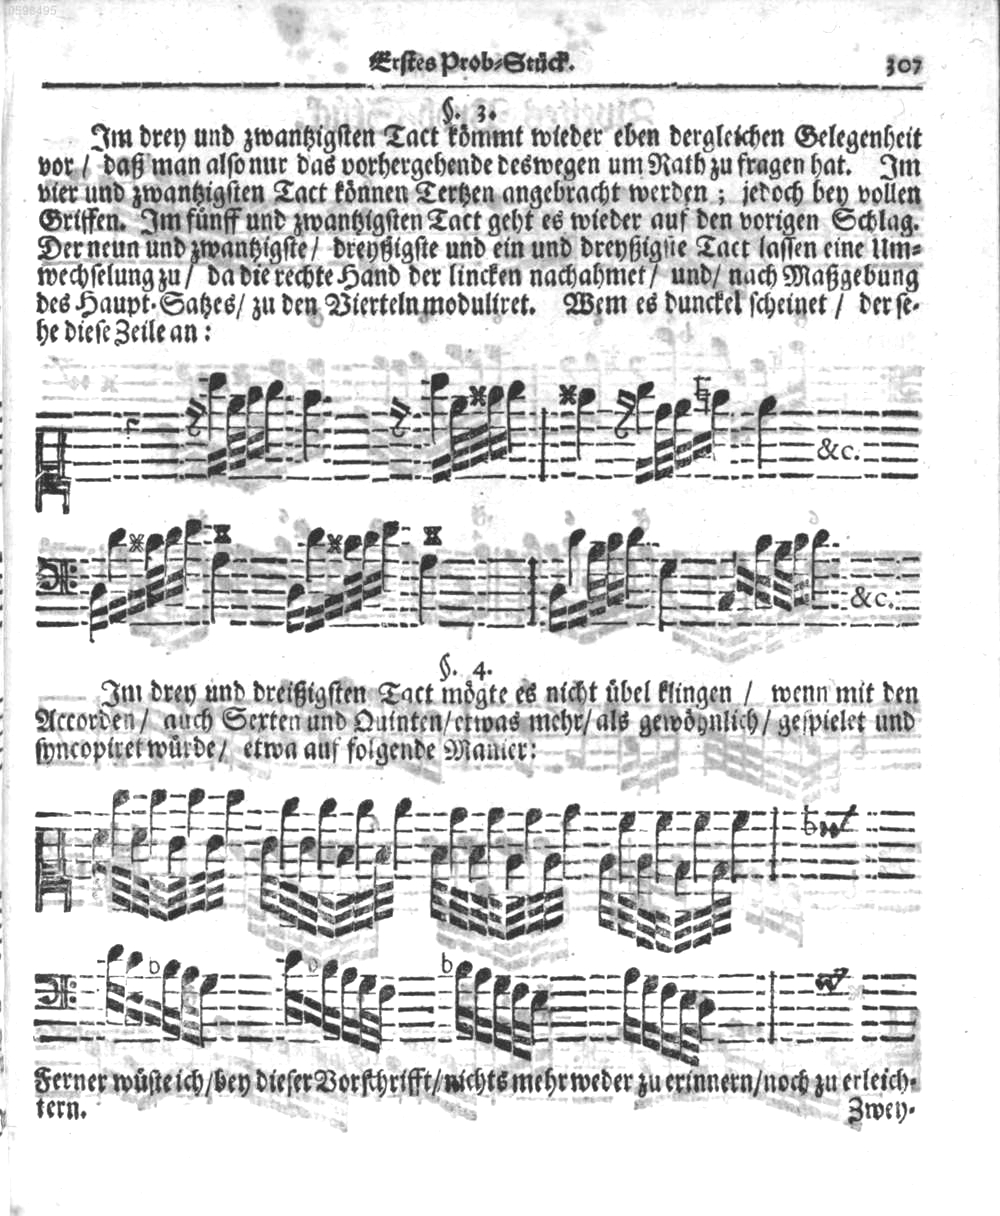 0598495
Erstes Prob-Stück. 307
§. 3.
Im drey und zwantzigsten Tact kömmt wieder eben dergleichen Gelegenheit
vor / daß man also nur das vorhergehende deswegen um Rath zu fragen hat. Im
vier und zwantzigsten Tact können Tertzen angebracht werden ; jedoch bey vollen
Griffen. Im fünff und zwantzigsten Tact geht es wieder auf den vorigen Schlag.
Der neun und zwantzigste / dreyßigste und ein und dreyßigste Tact lassen eine Um-
wechselung zu / da die rechte Hand der lincken nachahmet / und / nach Maßgebung
des Haupt-Satzes / zu den Vierteln moduliret. Wem es dunckel scheinet / der se-
he diese Zeile an :
&c.
&c.
§. 4.
Im drey und dreißigsten Tact mögte es nicht übel klingen / wenn mit den
Accorden / auch Sexten und Quinten / etwas mehr / als gewöhnlich / gespielet und
syncopiret würde / etwa auf folgende Manier:
Ferner wüste ich / bey dieser Vorschrifft / nichts mehr weder zu erinnern / noch zu erleich-
tern. Zwey-